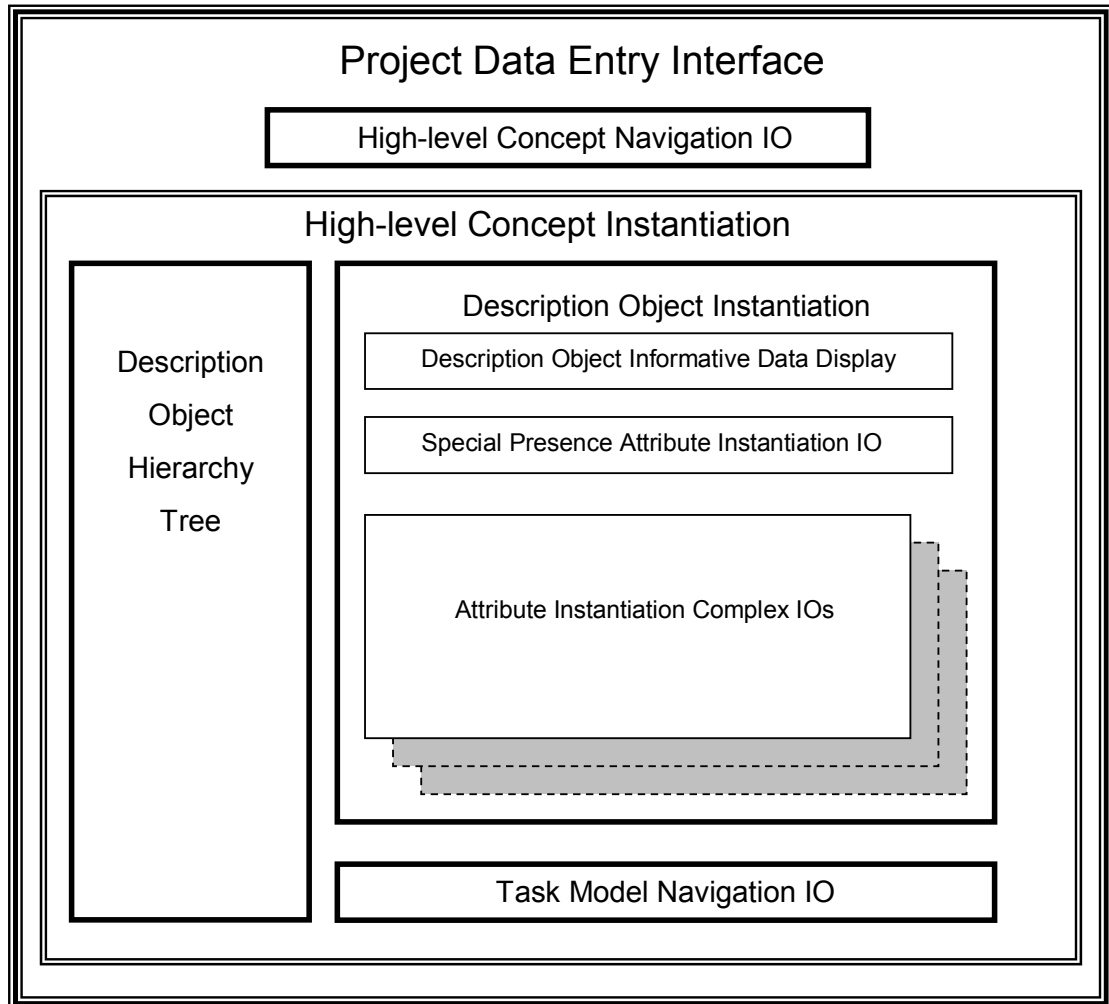 Project Data Entry Interface
High-level Concept Navigation IO
High-level Concept Instantiation
Description
Object
Hierarchy
Tree
Description Object Instantiation
Description Object Informative Data Display
Special Presence Attribute Instantiation IO
Attribute Instantiation Complex IOs
Task Model Navigation IO